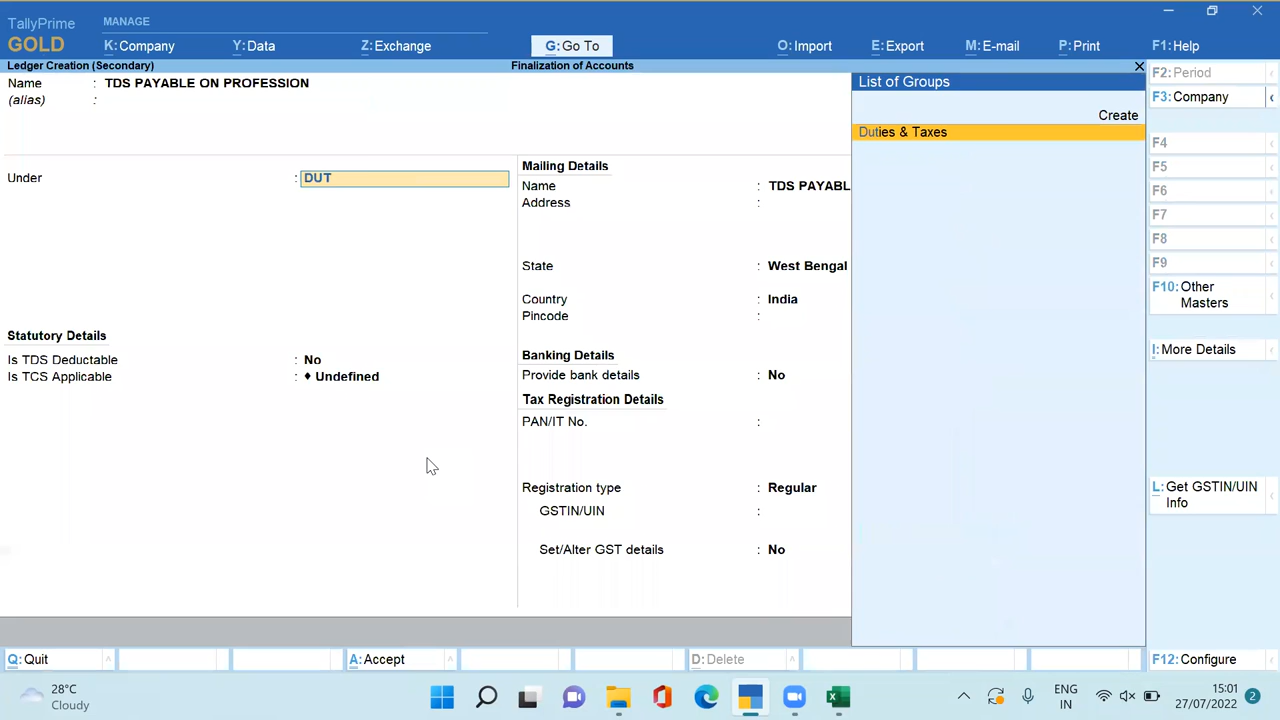 TallyPrime
GOLD
MANAGE
K:Company
Y:Data
Z:Exchange
G:Go To
O:Import
E:Export
M:E-mail
P:Print
F1:Help
Ledger Creation (Secondary)
Finalization of Accounts
Name : TDS PAYABLE ON PROFESSION
(alias) :
Under : DUT
Statutory Details
Is TDS Deductable : No
Is TCS Applicable : ♦ Undefined
Mailing Details
Name : TDS PAYABL
Address :
State : West Bengal
Country : India
Pincode :
Banking Details
Provide bank details : No
Tax Registration Details
PAN/IT No. :
Registration type : Regular
GSTIN/UIN :
Set/Alter GST details : No
List of Groups
Create
Duties & Taxes
F2: Period
F3: Company
F4
F5
F6
F7
F8
F9
F10: Other
Masters
I: More Details
L: Get GSTIN/UIN
Info
F12: Configure
Q: Quit
A: Accept
D: Delete
28°C
Cloudy
ENG
IN
15:01
27/07/2022
2